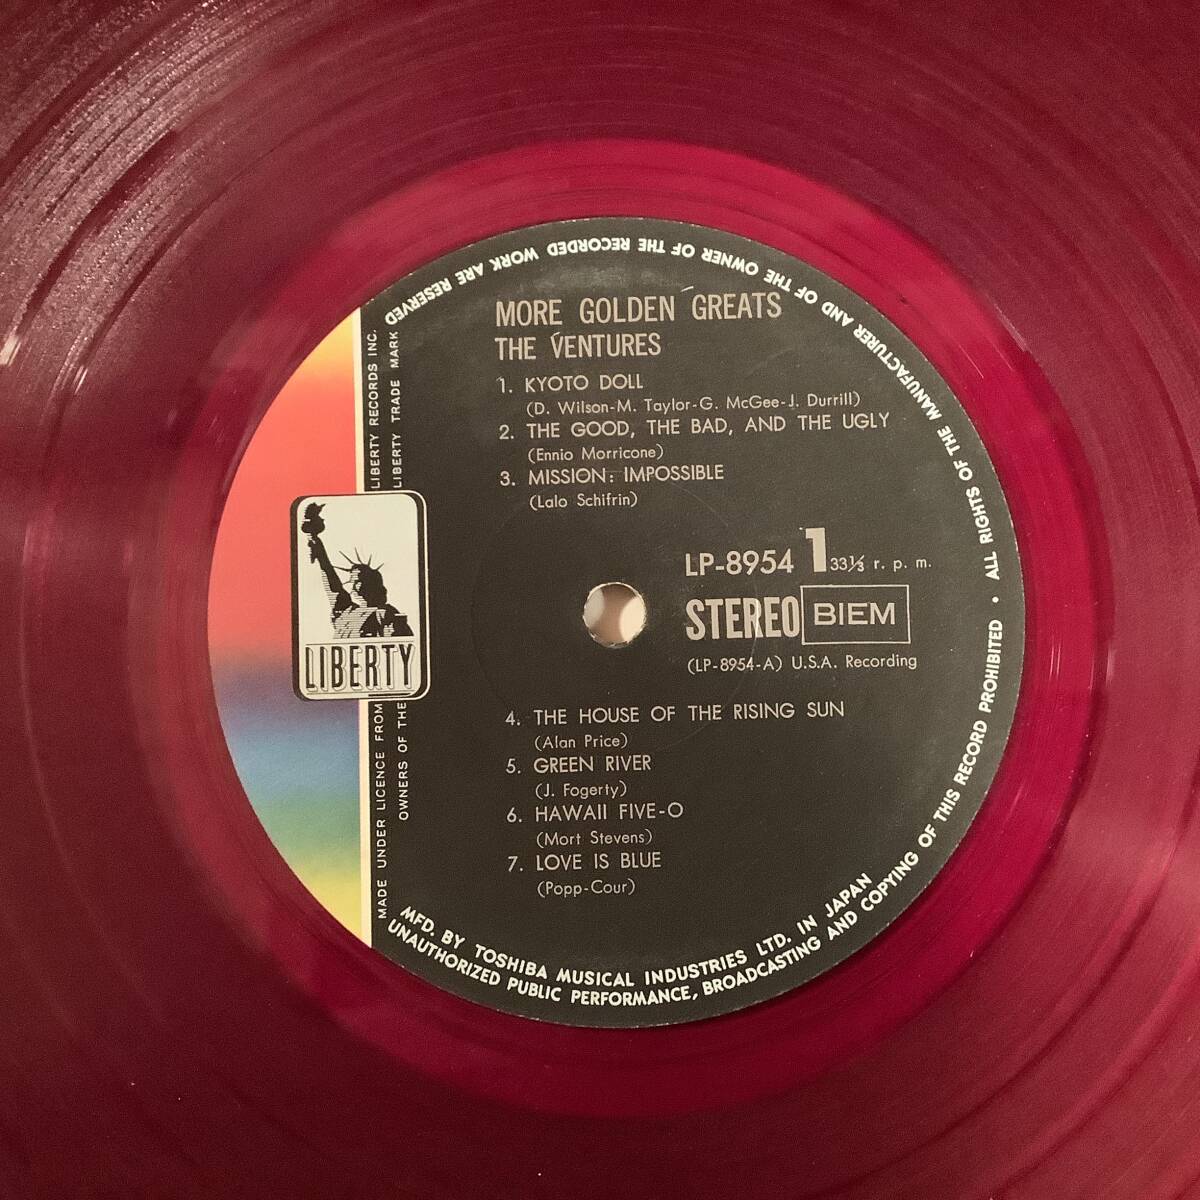 MORE GOLDEN GREATS
THE VENTURES
1. KYOTO DOLL
(D. Wilson-M. Taylor-G. McGee-J. Durrill)
2. THE GOOD, THE BAD, AND THE UGLY
(Ennio Morricone)
3. MISSION: IMPOSSIBLE
(Lalo Schifrin)
LP-8954 1 33⅓ r. p. m.
STEREO BIEM
(LP-8954-A) U.S.A. Recording
4. THE HOUSE OF THE RISING SUN
(Alan Price)
5. GREEN RIVER
(J. Fogerty)
6. HAWAII FIVE-O
(Mort Stevens)
7. LOVE IS BLUE
(Popp-Cour)
LIBERTY
MADE UNDER LICENCE FROM LIBERTY RECORDS INC.
OWNERS OF THE LIBERTY TRADE MARK
MFD. BY TOSHIBA MUSICAL INDUSTRIES LTD. IN JAPAN
UNAUTHORIZED PUBLIC PERFORMANCE, BROADCASTING AND COPYING OF THIS RECORD PROHIBITED • ALL RIGHTS OF THE MANUFACTURER AND OF THE OWNER OF THE RECORDED WORK ARE RESERVED